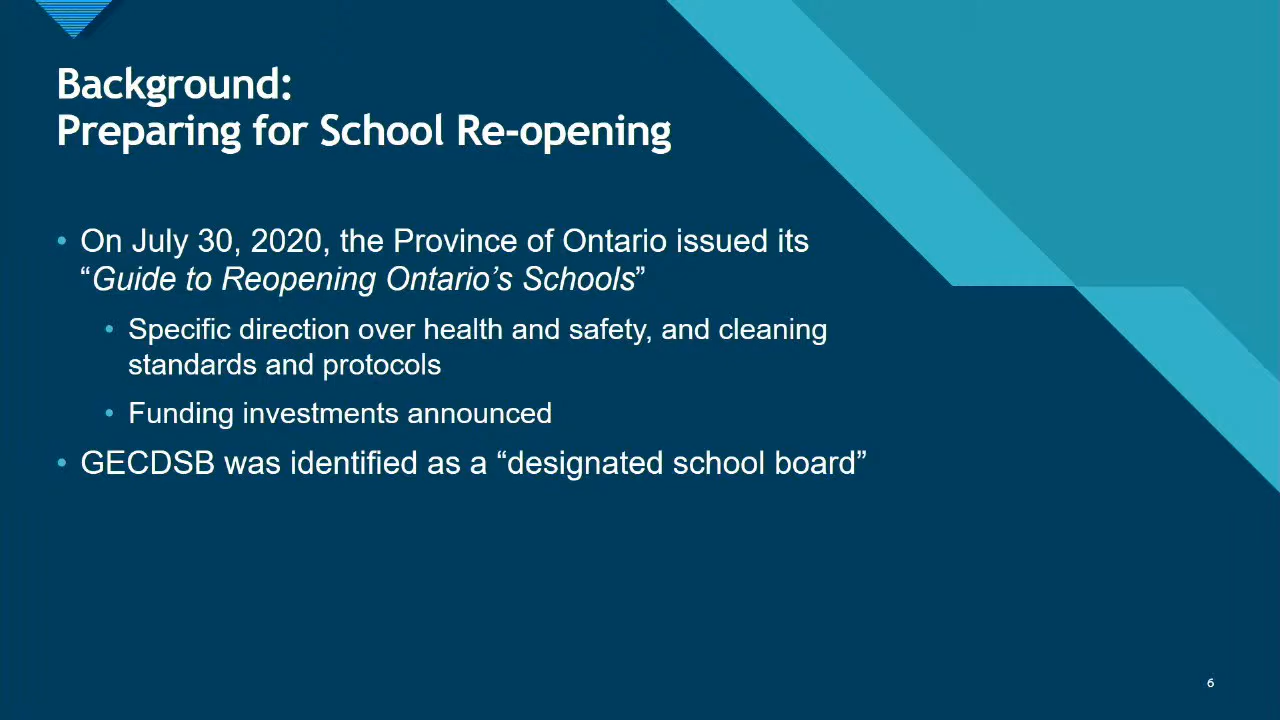 Background:
Preparing for School Re-opening
• On July 30, 2020, the Province of Ontario issued its
“Guide to Reopening Ontario’s Schools”
• Specific direction over health and safety, and cleaning
standards and protocols
• Funding investments announced
• GECDSB was identified as a “designated school board”
6